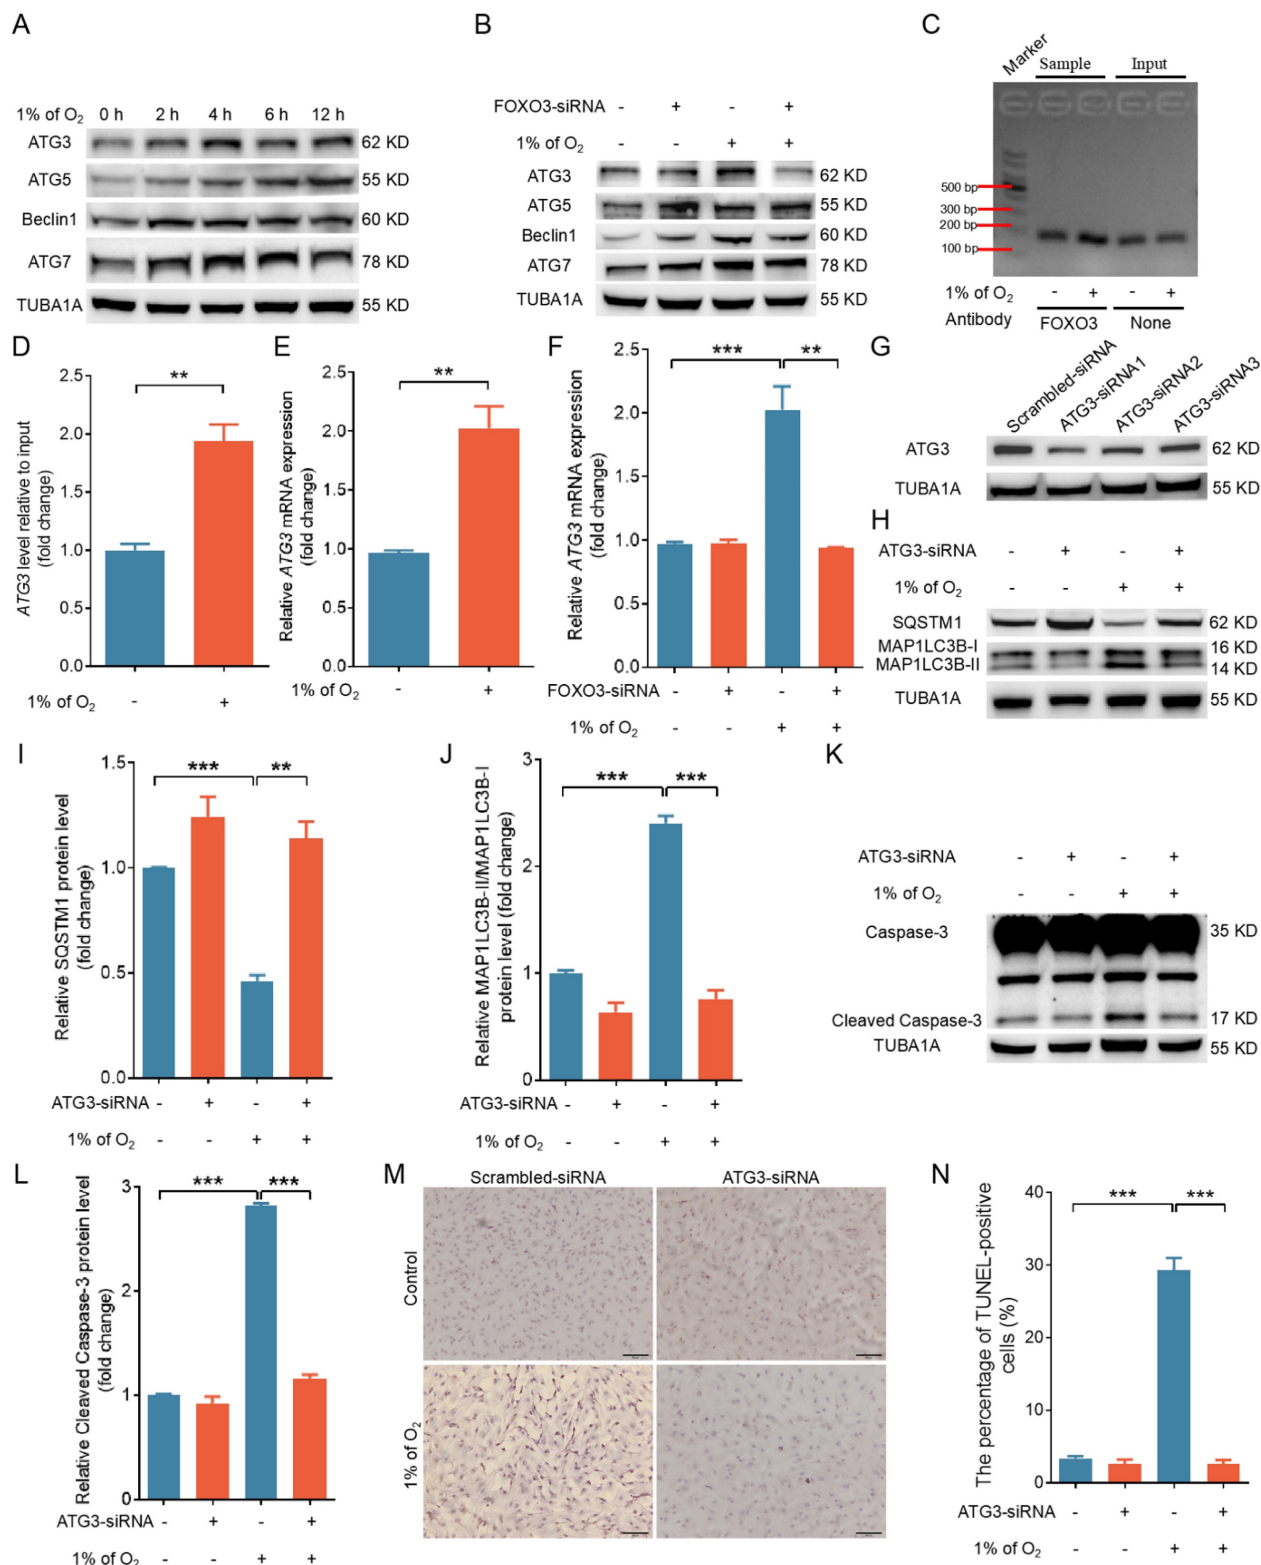 A
1% of O2 0 h 2 h 4 h 6 h 12 h
ATG3 62 KD
ATG5 55 KD
Beclin1 60 KD
ATG7 78 KD
TUBA1A 55 KD
B
FOXO3-siRNA - + - +
1% of O2 - - + +
ATG3 62 KD
ATG5 55 KD
Beclin1 60 KD
ATG7 78 KD
TUBA1A 55 KD
C
Marker Sample Input
500 bp
300 bp
200 bp
100 bp
1% of O2 - + - +
Antibody FOXO3 None
D
ATG3 level relative to input
(fold change)
2.5
2.0
1.5
1.0
0.5
0.0
**
1% of O2 - +
E
Relative ATG3 mRNA expression
(fold change)
2.5
2.0
1.5
1.0
0.5
0.0
**
1% of O2 - +
F
Relative ATG3 mRNA expression
(fold change)
2.5
2.0
1.5
1.0
0.5
0.0
*** **
FOXO3-siRNA - + - +
1% of O2 - - + +
G
Scrambled-siRNA ATG3-siRNA1 ATG3-siRNA2 ATG3-siRNA3
ATG3 62 KD
TUBA1A 55 KD
H
ATG3-siRNA - + - +
1% of O2 - - + +
SQSTM1 62 KD
MAP1LC3B-I 16 KD
MAP1LC3B-II 14 KD
TUBA1A 55 KD
I
Relative SQSTM1 protein level
(fold change)
1.5
1.0
0.5
0.0
*** **
ATG3-siRNA - + - +
1% of O2 - - + +
J
Relative MAP1LC3B-II/MAP1LC3B-I
protein level (fold change)
3
2
1
0
*** ***
ATG3-siRNA - + - +
1% of O2 - - + +
K
ATG3-siRNA - + - +
1% of O2 - - + +
Caspase-3 35 KD
Cleaved Caspase-3 17 KD
TUBA1A 55 KD
L
Relative Cleaved Caspase-3 protein level
(fold change)
3
2
1
0
*** ***
ATG3-siRNA - + - +
1% of O2 - - + +
M
Scrambled-siRNA ATG3-siRNA
Control
1% of O2
N
The percentage of TUNEL-positive
cells (%)
40
30
20
10
0
*** ***
ATG3-siRNA - + - +
1% of O2 - - + +